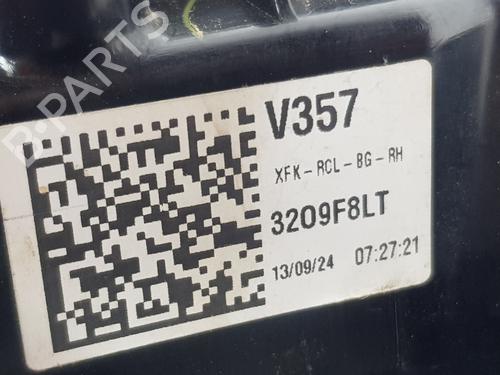 V357
XFK-RCL-BG-RH
3209F8LT
13/09/24 07:27:21
B-PARTS